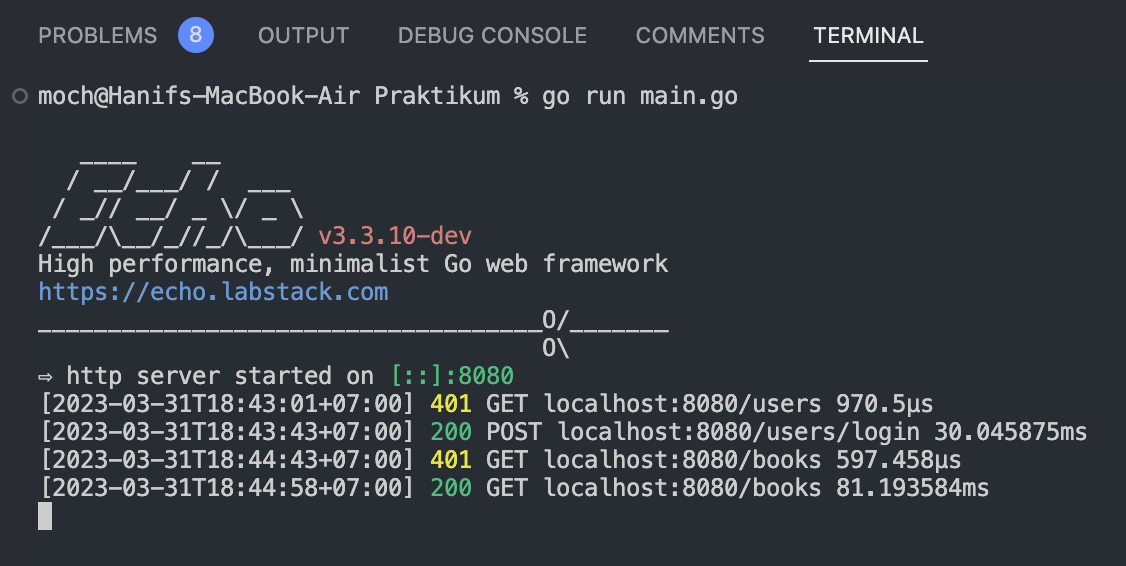 PROBLEMS 8 OUTPUT DEBUG CONSOLE COMMENTS TERMINAL
moch@Hanifs-MacBook-Air Praktikum % go run main.go
   ____    __
  / __/___/ /  ___
 / _// __/ _ \/ _ \
/___/\__/_//_/\___/ v3.3.10-dev
High performance, minimalist Go web framework
https://echo.labstack.com
____________________________________O/_______
                                    O\
⇨ http server started on [::]:8080
[2023-03-31T18:43:01+07:00] 401 GET localhost:8080/users 970.5µs
[2023-03-31T18:43:43+07:00] 200 POST localhost:8080/users/login 30.045875ms
[2023-03-31T18:44:43+07:00] 401 GET localhost:8080/books 597.458µs
[2023-03-31T18:44:58+07:00] 200 GET localhost:8080/books 81.193584ms